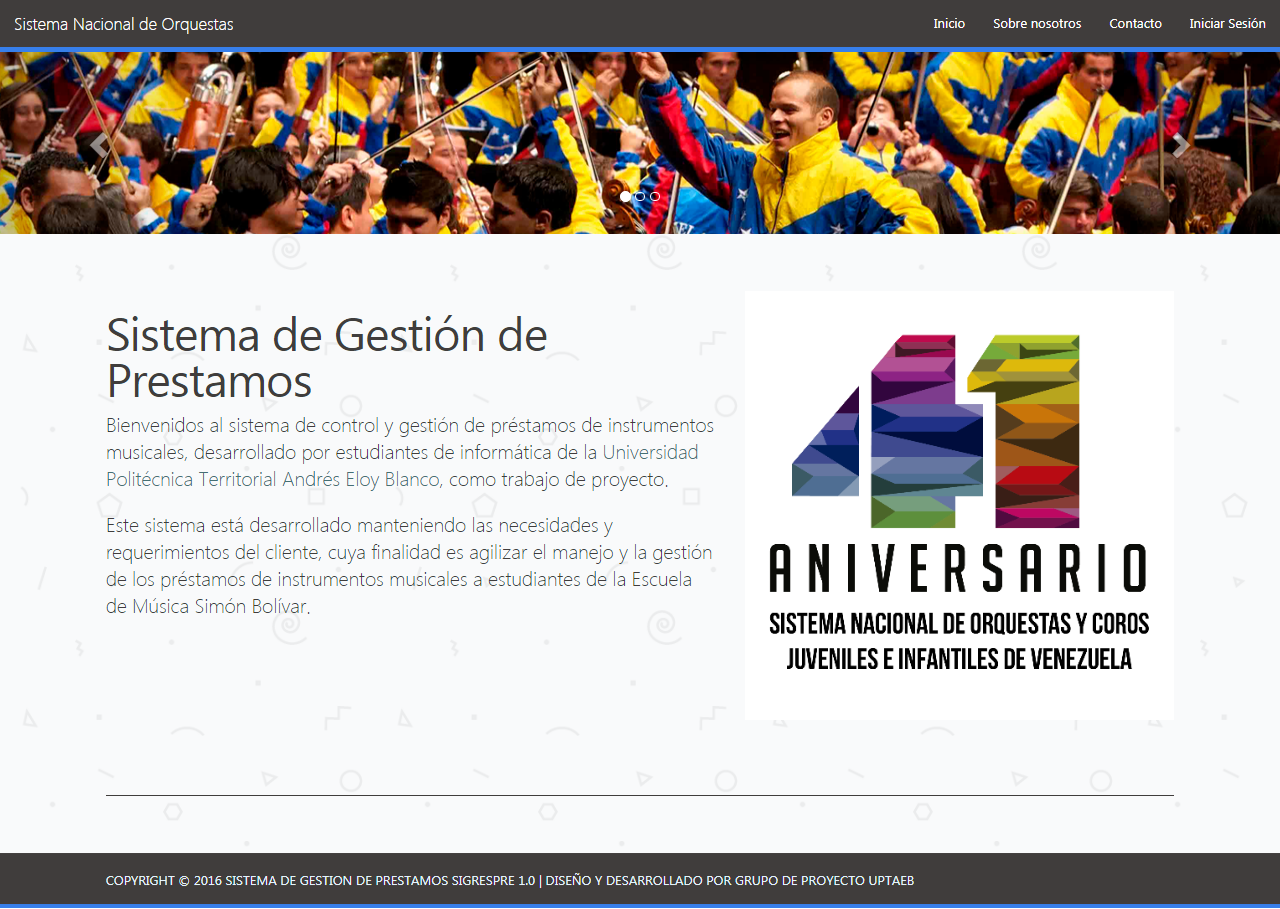 Sistema Nacional de Orquestas
Inicio Sobre nosotros Contacto Iniciar Sesión
Sistema de Gestión de
Prestamos
Bienvenidos al sistema de control y gestión de préstamos de instrumentos
musicales, desarrollado por estudiantes de informática de la Universidad
Politécnica Territorial Andrés Eloy Blanco, como trabajo de proyecto.
Este sistema está desarrollado manteniendo las necesidades y
requerimientos del cliente, cuya finalidad es agilizar el manejo y la gestión
de los préstamos de instrumentos musicales a estudiantes de la Escuela
de Música Simón Bolívar.
41
ANIVERSARIO
SISTEMA NACIONAL DE ORQUESTAS Y COROS
JUVENILES E INFANTILES DE VENEZUELA
COPYRIGHT © 2016 SISTEMA DE GESTION DE PRESTAMOS SIGRESPRE 1.0 | DISEÑO Y DESARROLLADO POR GRUPO DE PROYECTO UPTAEB